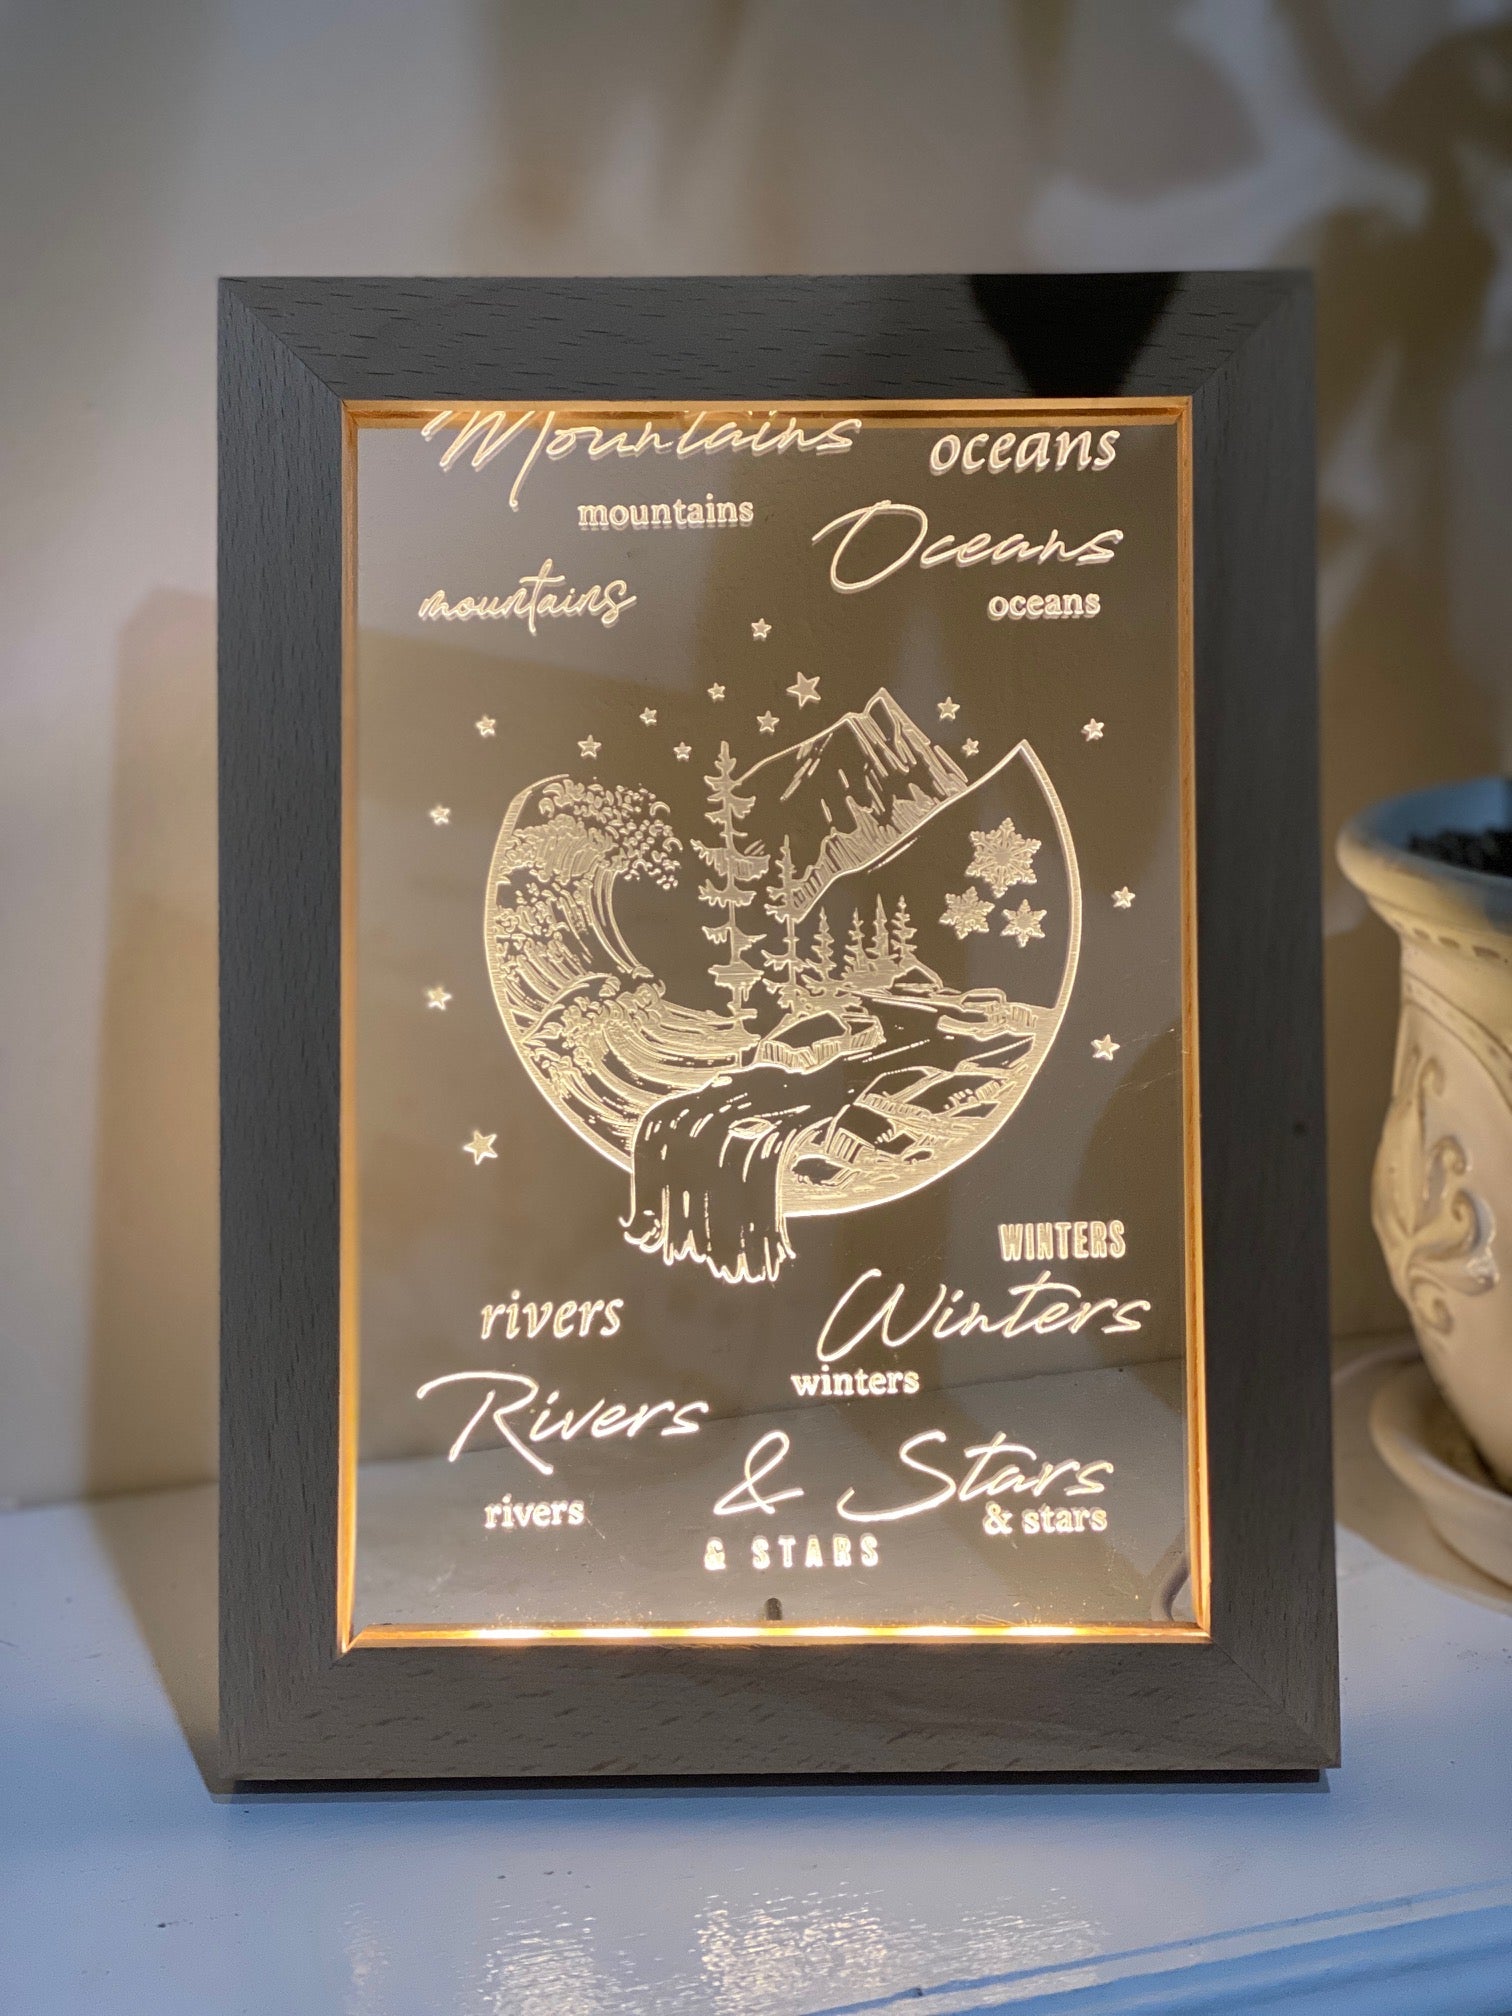 Mountains
oceans
mountains
Oceans
mountains
oceans
WINTERS
rivers
Winters
winters
Rivers
& Stars
rivers
& stars
& STARS